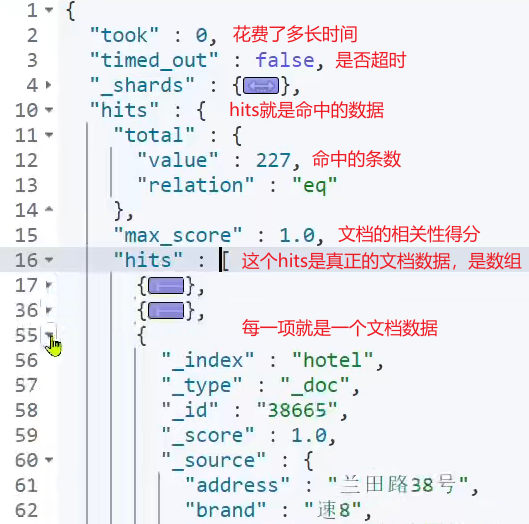 1 {
2 "took" : 0, 花费了多长时间
3 "timed_out" : false, 是否超时
4 "_shards" : {},
10 "hits" : { hits就是命中的数据
11 "total" : {
12 "value" : 227, 命中的条数
13 "relation" : "eq"
14 },
15 "max_score" : 1.0, 文档的相关性得分
16 "hits" : [ 这个hits是真正的文档数据，是数组
17 {},
36 {},
55 { 每一项就是一个文档数据
56 "_index" : "hotel",
57 "_type" : "_doc",
58 "_id" : "38665",
59 "_score" : 1.0,
60 "_source" : {
61 "address" : "兰田路38号",
62 "brand" : "速8",